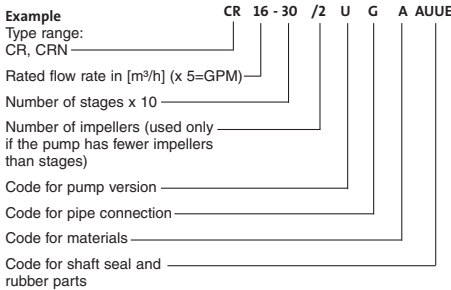 Example
CR 16 - 30 /2 U G A AUUE
Type range:
CR, CRN
Rated flow rate in [m³/h] (x 5=GPM)
Number of stages x 10
Number of impellers (used only
if the pump has fewer impellers
than stages)
Code for pump version
Code for pipe connection
Code for materials
Code for shaft seal and
rubber parts